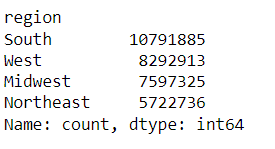 region
South        10791885
West          8292913
Midwest       7597325
Northeast     5722736
Name: count, dtype: int64